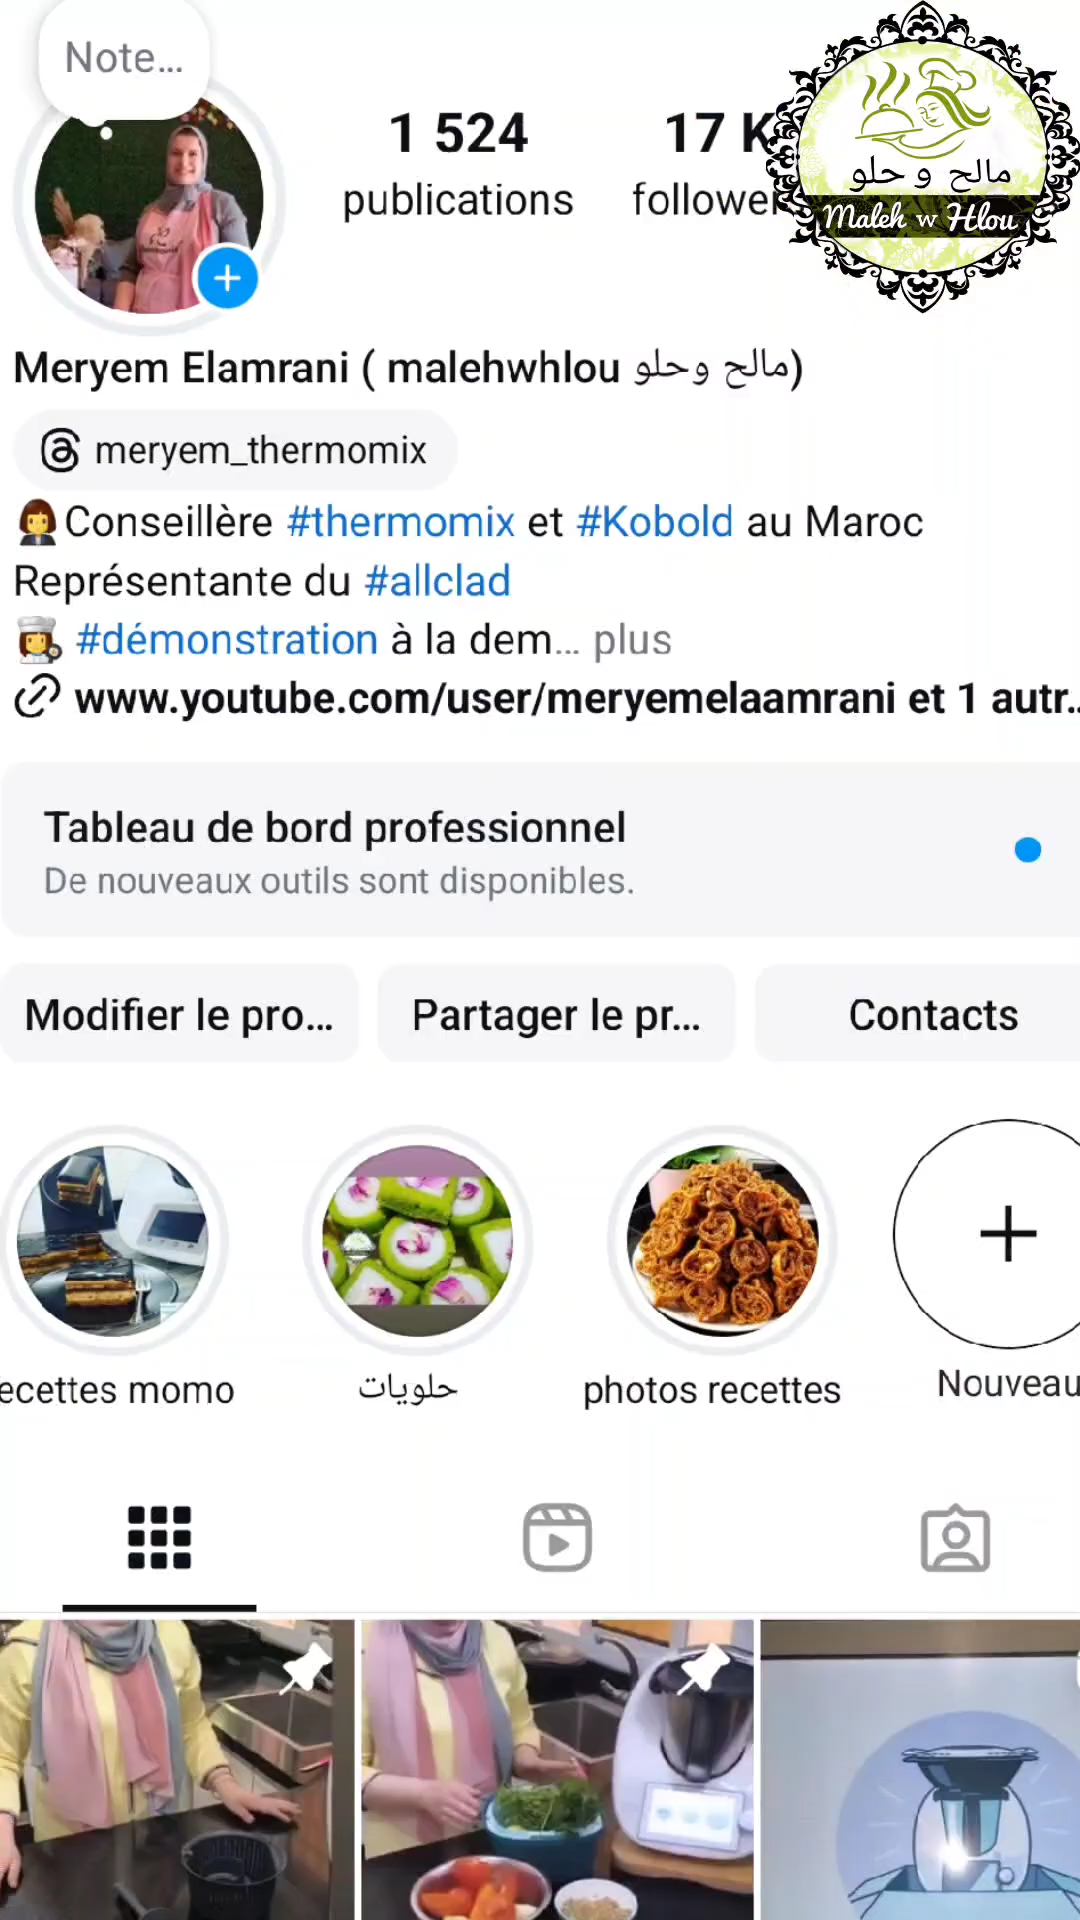 Note...
1 524
17 K
publications
مالح و حلو
Maleh w Hlou
Meryem Elamrani ( malehwhlou مالح وحلو)
meryem_thermomix
Conseillère #thermomix et #Kobold au Maroc
Représentante du #allclad
#démonstration à la dem... plus
www.youtube.com/user/meryemelaamrani et 1 autr...
Tableau de bord professionnel
De nouveaux outils sont disponibles.
Modifier le pro... Partager le pr... Contacts
ecettes momo حلويات photos recettes Nouveau